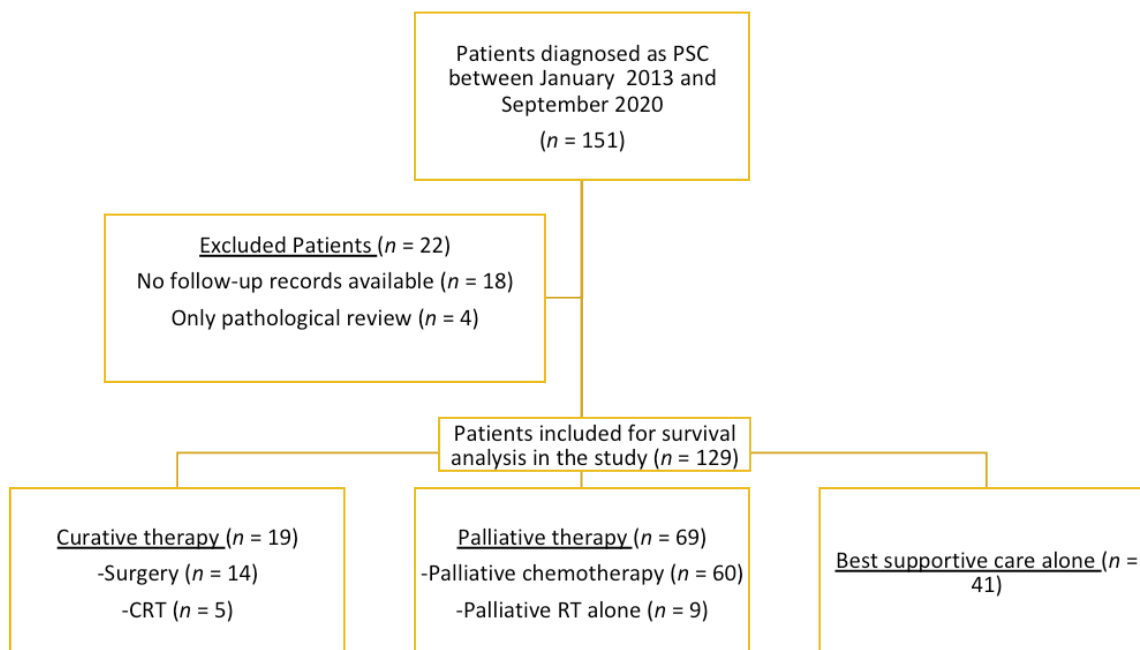 Patients diagnosed as PSC
between January 2013 and
September 2020
(n = 151)
Excluded Patients (n = 22)
No follow-up records available (n = 18)
Only pathological review (n = 4)
Patients included for survival
analysis in the study (n = 129)
Curative therapy (n = 19)
-Surgery (n = 14)
-CRT (n = 5)
Palliative therapy (n = 69)
-Palliative chemotherapy (n = 60)
-Palliative RT alone (n = 9)
Best supportive care alone (n =
41)